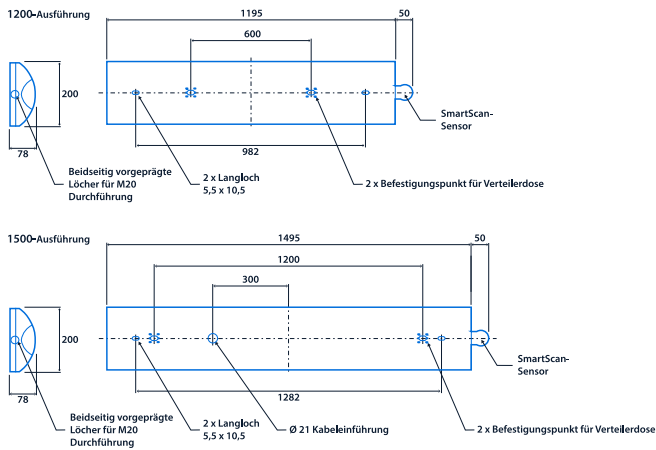 1200-Ausführung
1195
50
600
200
982
78
SmartScan-
Sensor
Beidseitig vorgeprägte
Löcher für M20
Durchführung
2 x Langloch
5,5 x 10,5
2 x Befestigungspunkt für Verteilerdose
1500-Ausführung
1495
50
1200
300
200
78
1282
SmartScan-
Sensor
Beidseitig vorgeprägte
Löcher für M20
Durchführung
2 x Langloch
5,5 x 10,5
Ø 21 Kabeleinführung
2 x Befestigungspunkt für Verteilerdose